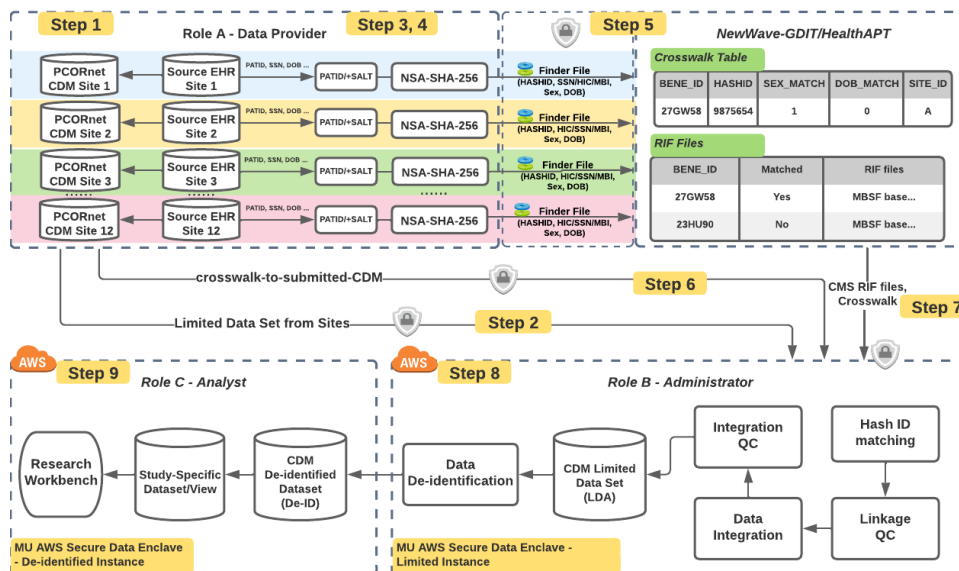 Step 1
Step 3, 4
Step 5
Role A - Data Provider
NewWave-GDIT/HealthAPT
PCORnet
CDM Site 1
Source EHR
Site 1
PATID, SSN, DOB ...
PATID/+SALT
NSA-SHA-256
Finder File
(HASHID, SSN/HIC/MBI,
Sex, DOB)
PCORnet
CDM Site 2
Source EHR
Site 2
PATID, SSN, DOB ...
PATID/+SALT
NSA-SHA-256
Finder File
(HASHID, HIC/SSN/MBI,
Sex, DOB)
PCORnet
CDM Site 3
......
Source EHR
Site 3
......
PATID, SSN, DOB ...
PATID/+SALT
NSA-SHA-256
......
Finder File
(HASHID, HIC/SSN/MBI,
Sex, DOB)
PCORnet
CDM Site 12
Source EHR
Site 12
PATID, SSN, DOB ...
PATID/+SALT
NSA-SHA-256
Finder File
(HASHID, HIC/SSN/MBI,
Sex, DOB)
Crosswalk Table
BENE_ID HASHID SEX_MATCH DOB_MATCH SITE_ID
27GW58 9875654 1 0 A
RIF Files
BENE_ID Matched RIF files
27GW58 Yes MBSF base...
23HU90 No MBSF base...
crosswalk-to-submitted-CDM
Step 6
CMS RIF files,
Crosswalk
Step 7
Limited Data Set from Sites
Step 2
AWS
Step 9
Role C - Analyst
AWS
Step 8
Role B - Administrator
Research
Workbench
Study-Specific
Dataset/View
CDM
De-identified
Dataset
(De-ID)
Data
De-identification
CDM Limited
Data Set
(LDA)
Integration
QC
Hash ID
matching
Data
Integration
Linkage
QC
MU AWS Secure Data Enclave
- De-identified Instance
MU AWS Secure Data Enclave -
Limited Instance